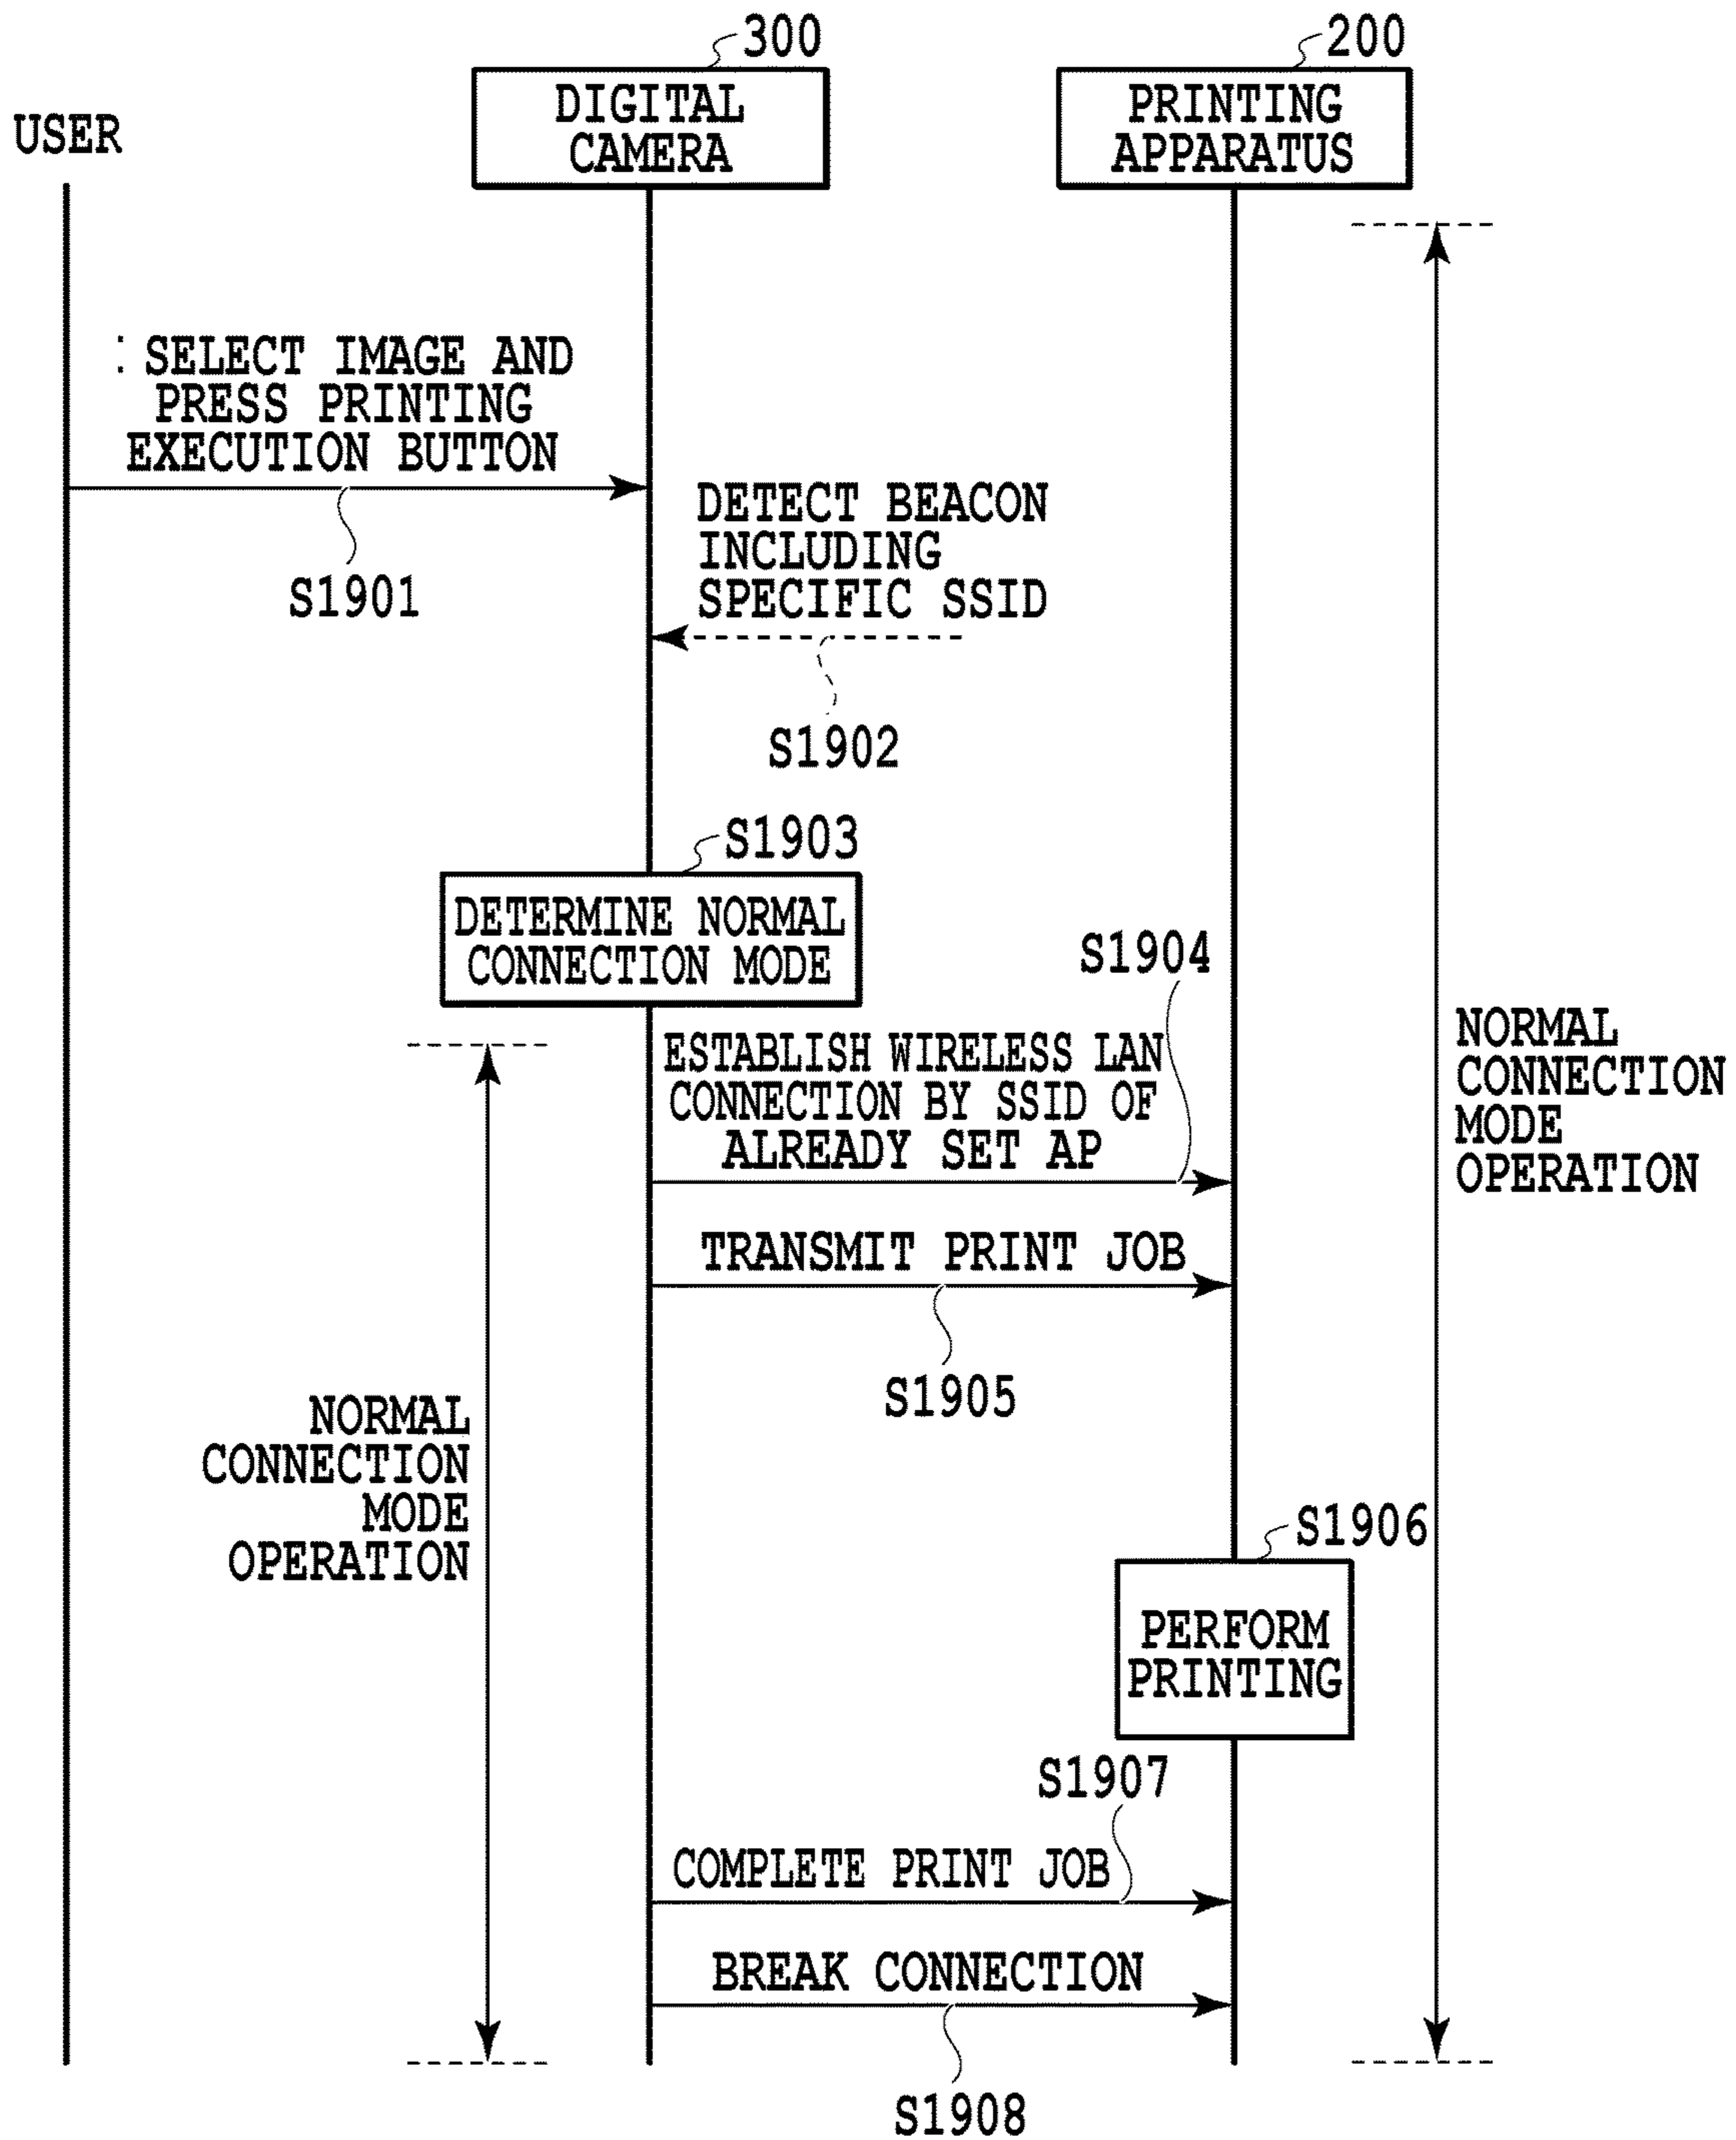 300
200
USER
DIGITAL
CAMERA
PRINTING
APPARATUS
: SELECT IMAGE AND
PRESS PRINTING
EXECUTION BUTTON
S1901
DETECT BEACON
INCLUDING
SPECIFIC SSID
S1902
S1903
DETERMINE NORMAL
CONNECTION MODE
S1904
ESTABLISH WIRELESS LAN
CONNECTION BY SSID OF
ALREADY SET AP
NORMAL
CONNECTION
MODE
OPERATION
TRANSMIT PRINT JOB
S1905
NORMAL
CONNECTION
MODE
OPERATION
S1906
PERFORM
PRINTING
S1907
COMPLETE PRINT JOB
BREAK CONNECTION
S1908